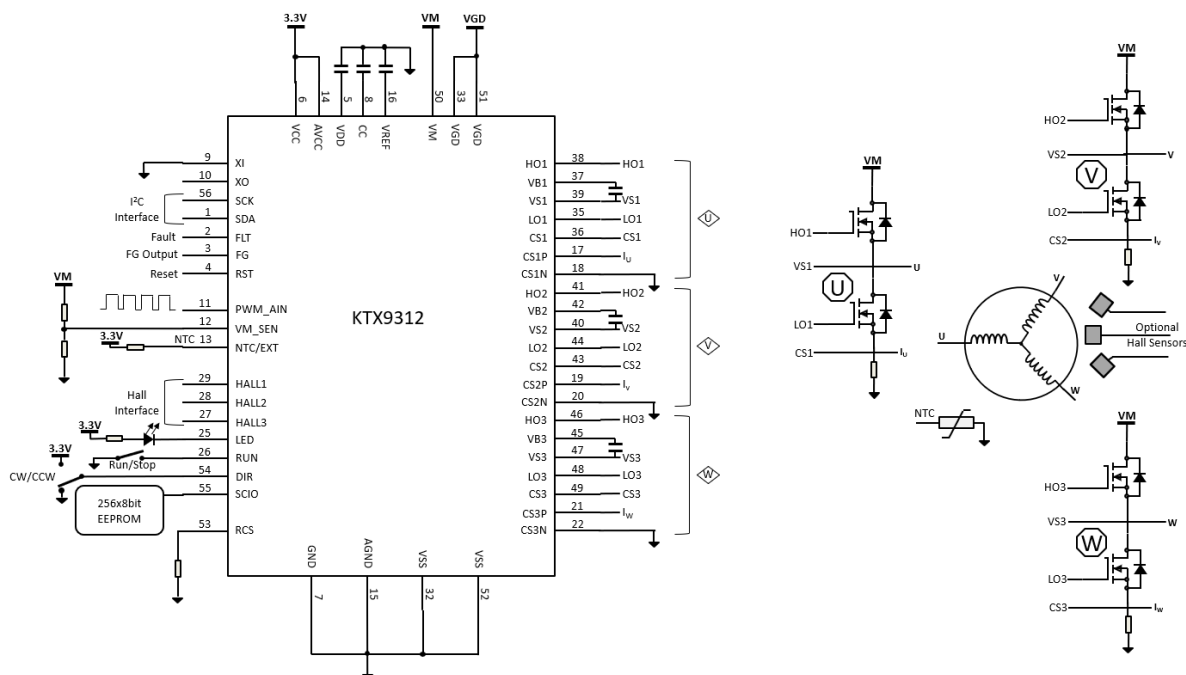 3.3V
VM
VGD
6
14
5
8
16
50
33
51
VCC
AVCC
VDD
CC
VREF
VM
VGD
VGD
KTX9312
9 XI
10 XO
I²C Interface
56 SCK
1 SDA
Fault 2 FLT
FG Output 3 FG
Reset 4 RST
VM
11 PWM_AIN
12 VM_SEN
3.3V NTC 13 NTC/EXT
Hall Interface
29 HALL1
28 HALL2
27 HALL3
3.3V 25 LED
3.3V
Run/Stop 26 RUN
CW/CCW 54 DIR
256x8bit
EEPROM
55 SCIO
53 RCS
GND
AGND
VSS
VSS
7
15
32
52
HO1 38 HO1
VB1 37
VS1 39 VS1
LO1 35 LO1
CS1 36 CS1
CS1P 17 IU
CS1N 18
U
HO2 41 HO2
VB2 42
VS2 40 VS2
LO2 44 LO2
CS2 43 CS2
CS2P 19 Iv
CS2N 20
V
HO3 46 HO3
VB3 45
VS3 47 VS3
LO3 48 LO3
CS3 49 CS3
CS3P 21 IW
CS3N 22
W
VM
HO1
VS1 U
U
LO1
CS1 IU
VM
HO2
VS2 V
V
LO2
CS2 Iv
U
V
W
Optional
Hall Sensors
NTC
VM
HO3
VS3 W
W
LO3
CS3 IW